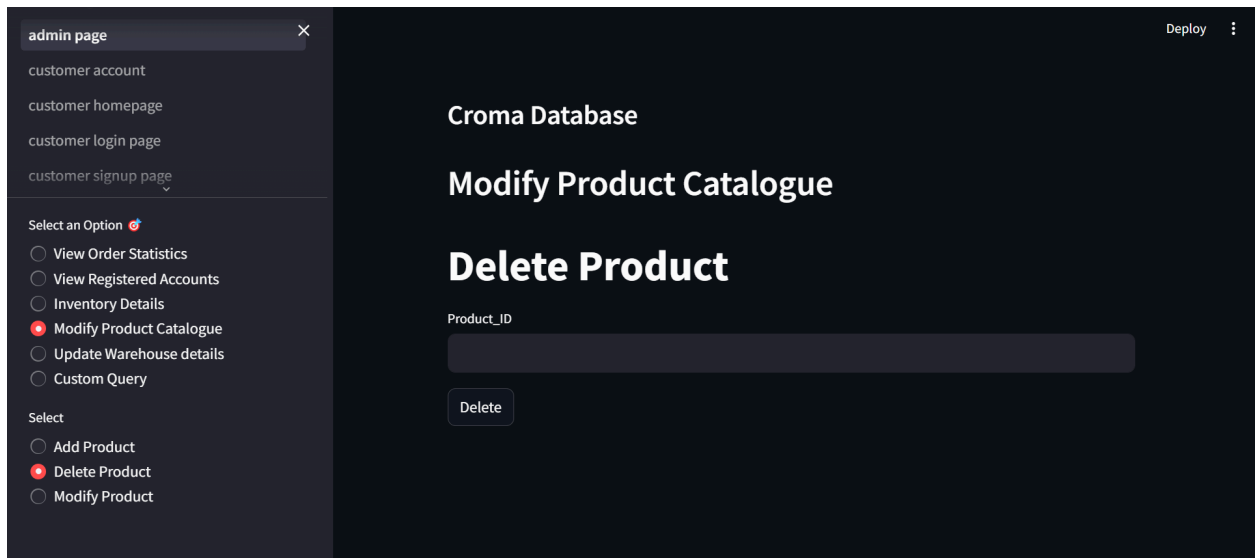 admin page
customer account
customer homepage
customer login page
customer signup page
Select an Option 🎯
View Order Statistics
View Registered Accounts
Inventory Details
Modify Product Catalogue
Update Warehouse details
Custom Query
Select
Add Product
Delete Product
Modify Product
Deploy
Croma Database
Modify Product Catalogue
Delete Product
Product_ID
Delete